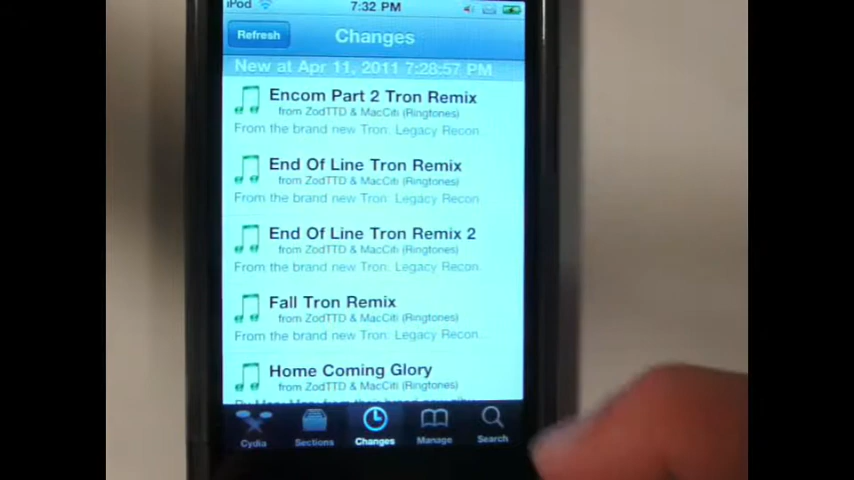 iPod 7:32 PM
Refresh Changes
New at Apr 11, 2011 7:28:57 PM
Encom Part 2 Tron Remix
from ZodTTD & MacCiti (Ringtones)
From the brand new Tron: Legacy Recon
End Of Line Tron Remix
from ZodTTD & MacCiti (Ringtones)
From the brand new Tron: Legacy Recon
End Of Line Tron Remix 2
from ZodTTD & MacCiti (Ringtones)
From the brand new Tron: Legacy Recon.
Fall Tron Remix
from ZodTTD & MacCiti (Ringtones)
From the brand new Tron: Legacy Recon...
Home Coming Glory
from ZodTTD & MacCiti (Ringtones)
from their brand new
Cydia Sections Changes Manage Search